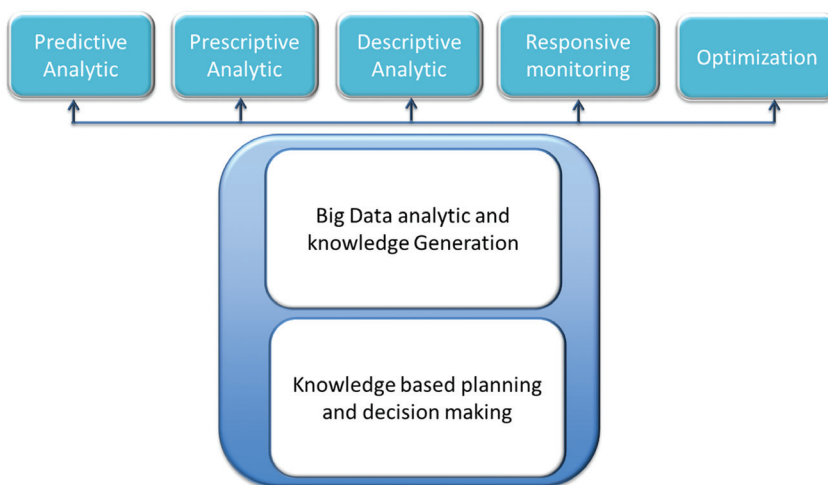 Predictive
Analytic
Prescriptive
Analytic
Descriptive
Analytic
Responsive
monitoring
Optimization
Big Data analytic and
knowledge Generation
Knowledge based planning
and decision making